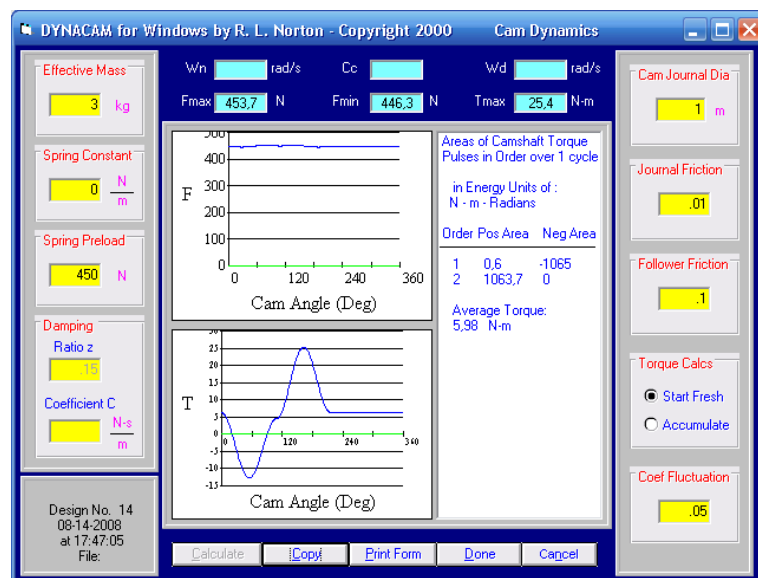 DYNACAM for Windows by R. L. Norton - Copyright 2000 Cam Dynamics
Effective Mass
3 kg
Spring Constant
0 N
m
Spring Preload
450 N
Damping
Ratio z
.15
Coefficient C
N-s
m
Design No. 14
08-14-2008
at 17:47:05
File:
Wn rad/s Cc Wd rad/s
Fmax 453,7 N Fmin 446,3 N Tmax 25,4 N-m
500
400
F 300
200
100
0
0 120 240 360
Cam Angle (Deg)
30
25
20
15
T 10
5
0
0 120 240 340
-5
-10
-15
Cam Angle (Deg)
Areas of Camshaft Torque
Pulses in Order over 1 cycle
in Energy Units of :
N - m - Radians
Order Pos Area Neg Area
1 0,6 -1065
2 1063,7 0
Average Torque:
5,98 N-m
Cam Journal Dia
1 m
Journal Friction
.01
Follower Friction
.1
Torque Calcs
Start Fresh
Accumulate
Coef Fluctuation
.05
Calculate Copy Print Form Done Cancel